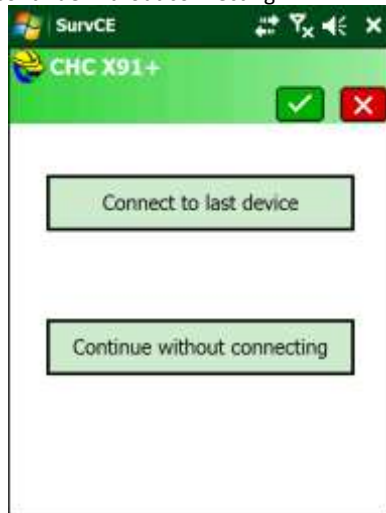 SurvCE
CHC X91+
Connect to last device
Continue without connecting